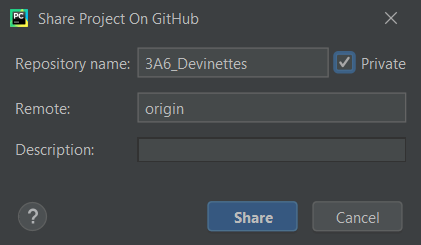 PC
Share Project On GitHub
Repository name: 3A6_Devinettes Private
Remote: origin
Description:
? Share Cancel